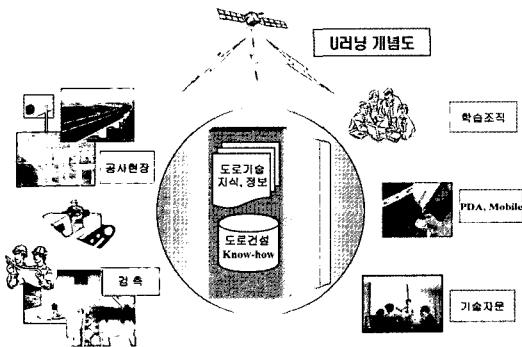 U러닝 개념도
학습조직
공사현장
도로기술
지식, 정보
PDA, Mobile
도로건설
Know-how
검 측
기술자문